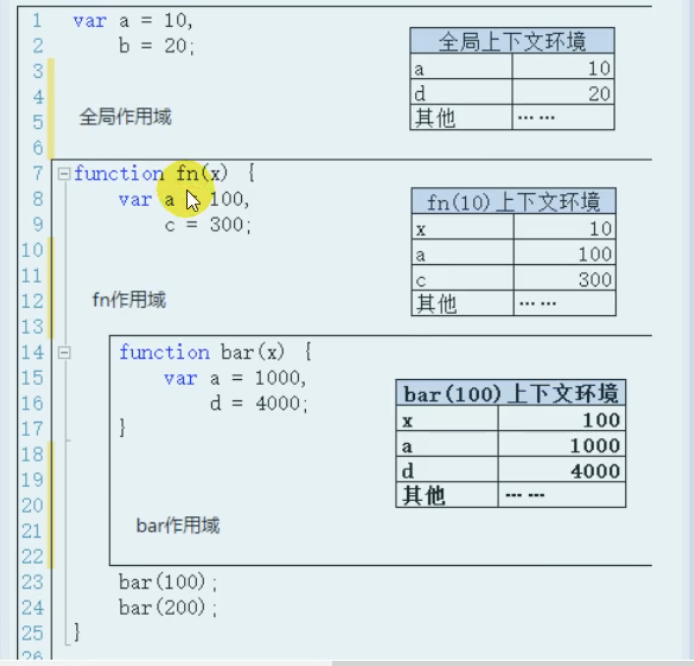 1 var a = 10,
2 b = 20;
3
4
5 全局作用域
6
全局上下文环境
a 10
d 20
其他 ……
7 function fn(x) {
8 var a 100,
9 c = 300;
10
11
12 fn作用域
13
fn(10)上下文环境
x 10
a 100
c 300
其他 ……
14 function bar(x) {
15 var a = 1000,
16 d = 4000;
17 }
18
19
20
21 bar作用域
22
bar(100)上下文环境
x 100
a 1000
d 4000
其他 ……
23 bar(100);
24 bar(200);
25 }
26